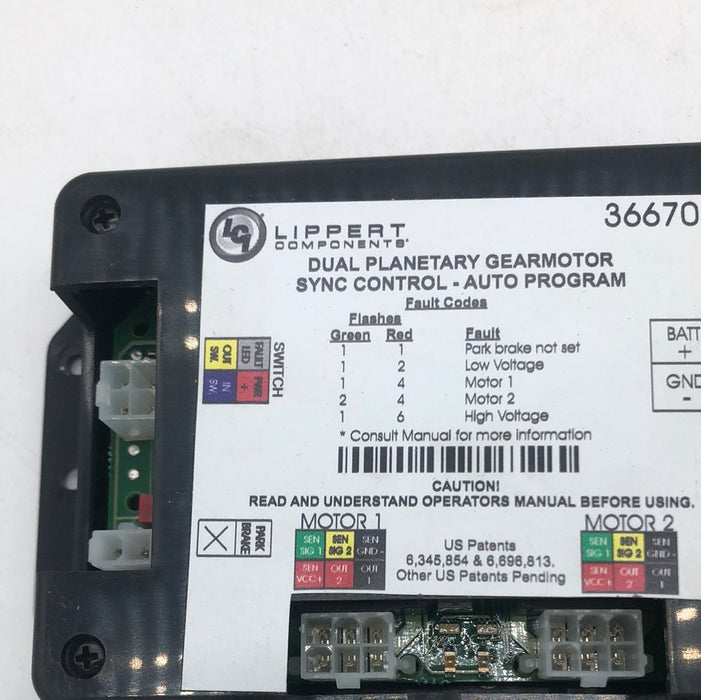 36670
LCI LIPPERT
COMPONENTS®
DUAL PLANETARY GEARMOTOR
SYNC CONTROL - AUTO PROGRAM
Fault Codes
Flashes
Green Red Fault
1 1 Park brake not set
1 2 Low Voltage
1 4 Motor 1
2 4 Motor 2
1 6 High Voltage
* Consult Manual for more information
CAUTION!
READ AND UNDERSTAND OPERATORS MANUAL BEFORE USING.
SWITCH
FAULT LED
PWR +
OUT SW.
IN SW.
BATT
+
GND
-
PARK BRAKE
MOTOR 1
SEN SIG 1 SEN SIG 2 SEN GND -
SEN VCC + OUT 2 OUT 1
US Patents
6,345,854 & 6,696,813.
Other US Patents Pending
MOTOR 2
SEN SIG 1 SEN SIG 2 SEN GND -
SEN VCC + OUT 2 OUT 1